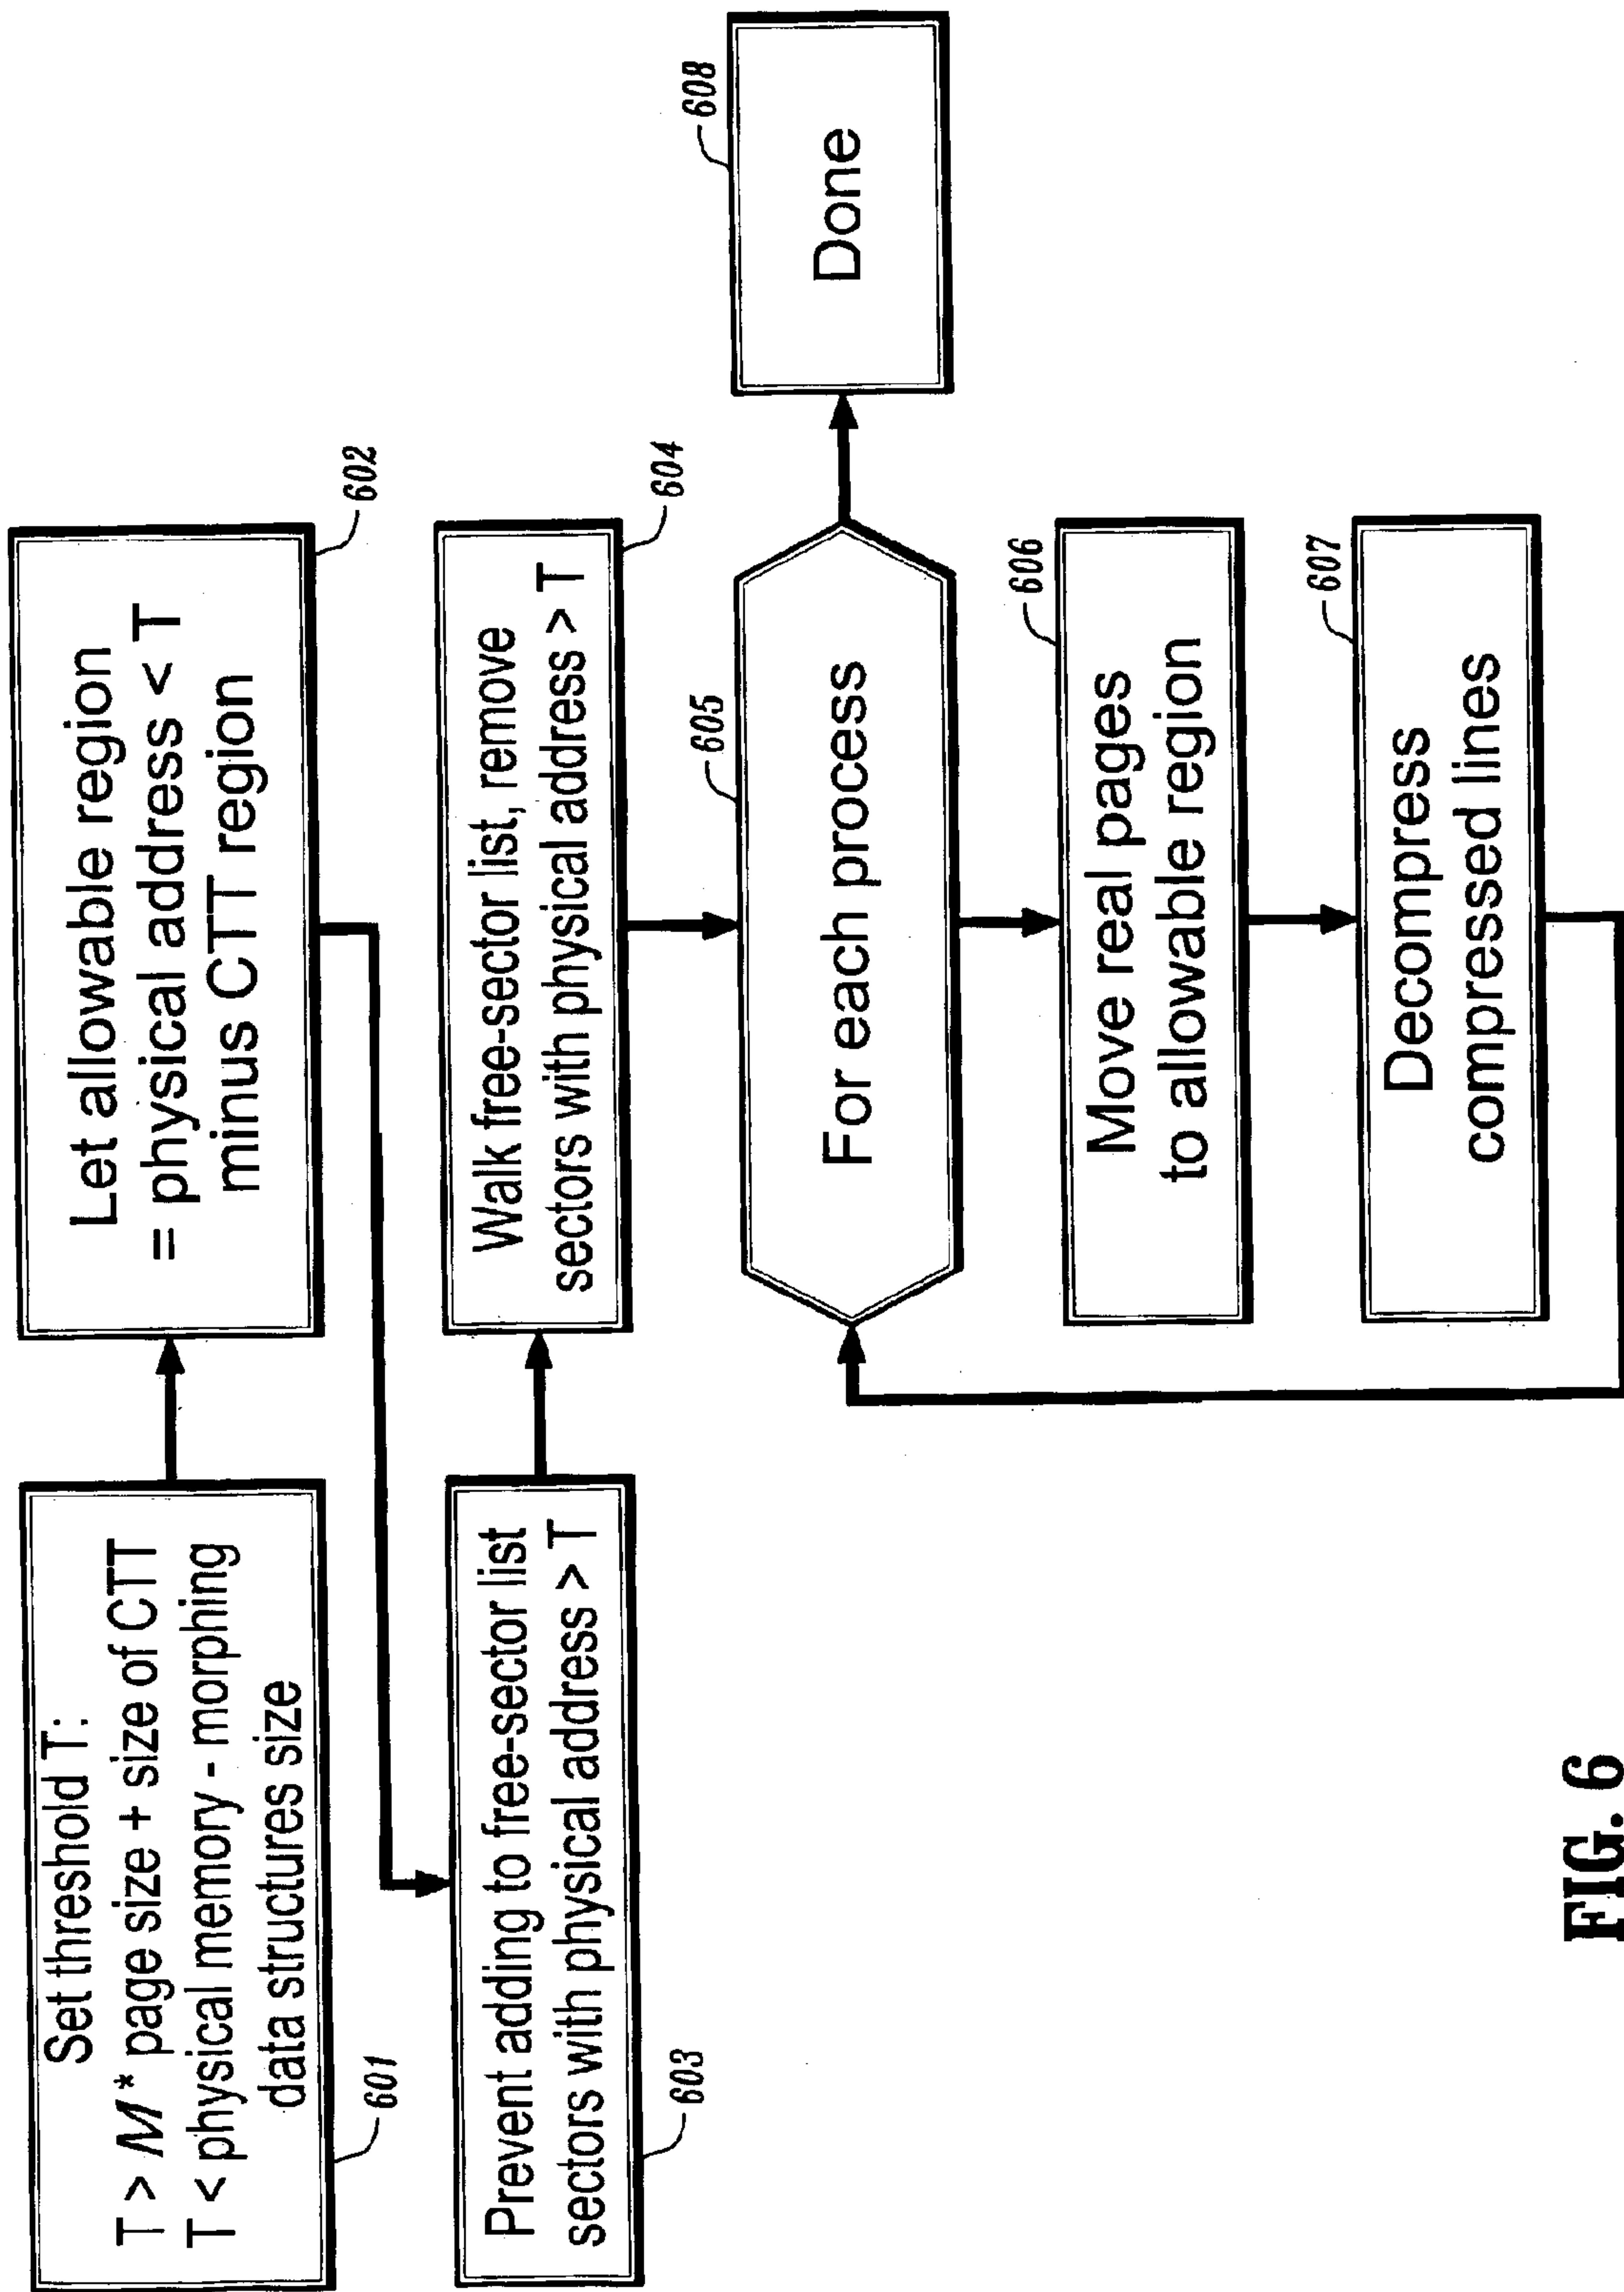 Set threshold T:
T > M* page size + size of CTT
T < physical memory - morphing
data structures size
601
Let allowable region
= physical address < T
minus CTT region
602
Prevent adding to free-sector list
sectors with physical address > T
603
Walk free-sector list, remove
sectors with physical address > T
604
For each process
605
Move real pages
to allowable region
606
Decompress
compressed lines
607
Done
608
FIG. 6